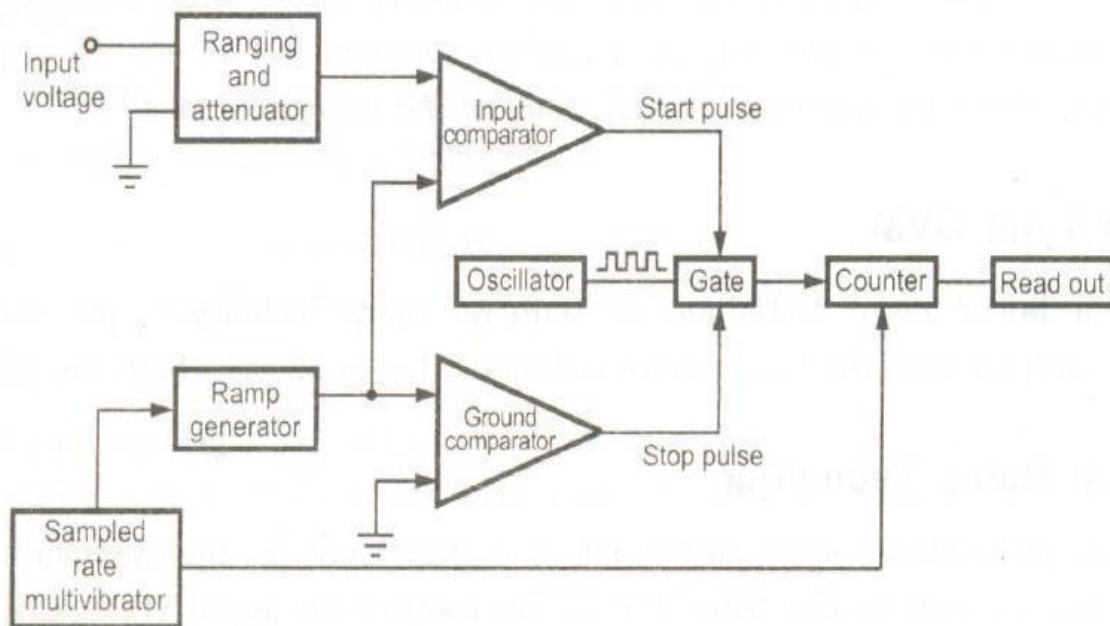 Ranging
and
attenuator
Input
voltage
Input
comparator
Start pulse
Oscillator
Gate
Counter
Read out
Ramp
generator
Ground
comparator
Stop pulse
Sampled
rate
multivibrator